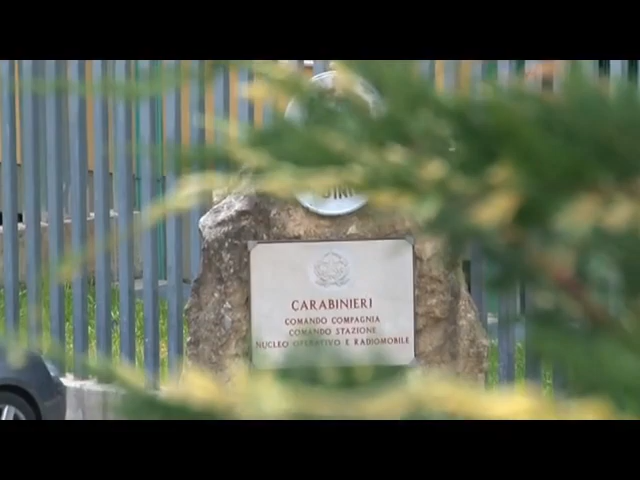 CARABINIERI
COMANDO COMPAGNIA
COMANDO STAZIONE
NUCLEO OPERATIVO E RADIOMOBILE